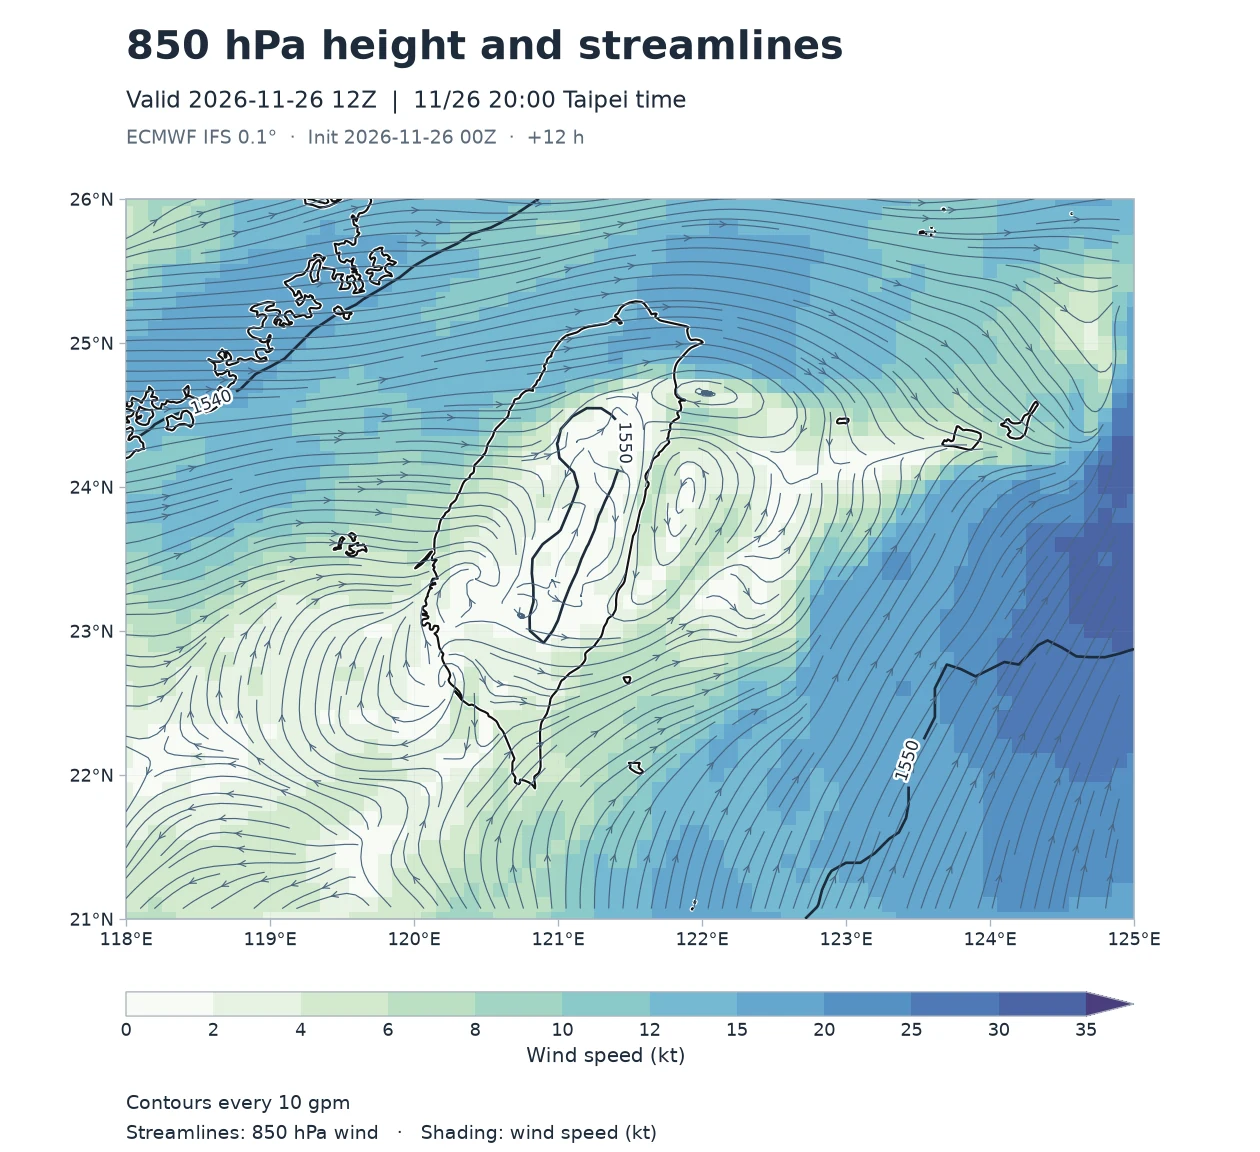 850 hPa height and streamlines
Valid 2026-11-26 12Z | 11/26 20:00 Taipei time
ECMWF IFS 0.1° · Init 2026-11-26 00Z · +12 h
26°N
25°N
24°N
23°N
22°N
21°N
1540
1550
1550
118°E 119°E 120°E 121°E 122°E 123°E 124°E 125°E
0 2 4 6 8 10 12 15 20 25 30 35
Wind speed (kt)
Contours every 10 gpm
Streamlines: 850 hPa wind · Shading: wind speed (kt)